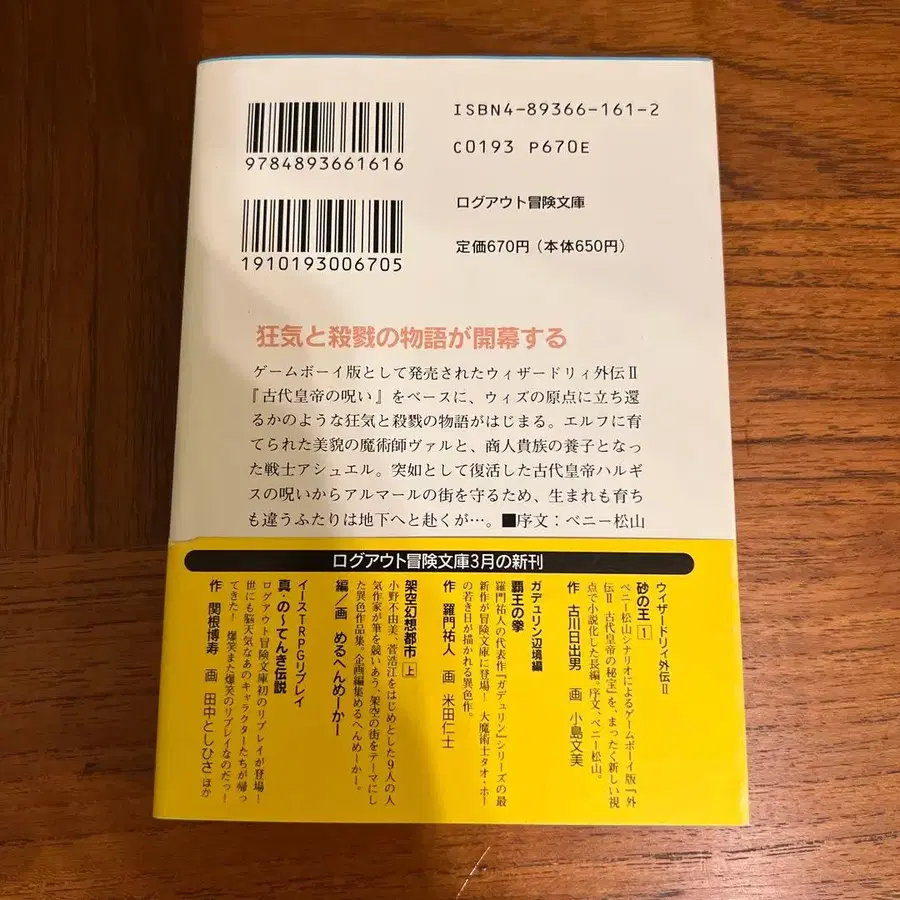 ISBN4-89366-161-2
C0193 P670E
9784893661616
ログアウト冒険文庫
定価670円(本体650円)
1910193006705
狂気と殺戮の物語が開幕する
ゲームボーイ版として発売されたウィザードリィ外伝Ⅱ
『古代皇帝の呪い』をベースに、ウィズの原点に立ち還
るかのような狂気と殺戮の物語がはじまる。エルフに育
てられた美貌の魔術師ヴァルと、商人貴族の養子となっ
た戦士アシュエル。突如として復活した古代皇帝ハルギ
スの呪いからアルマールの街を守るため、生まれも育ち
も違うふたりは地下へと赴くが…。■序文：ベニー松山
ログアウト冒険文庫3月の新刊
ウィザードリィ外伝Ⅱ
砂の王 1
ベニー松山シナリオによるゲームボーイ版『外
伝Ⅱ 古代皇帝の秘宝』を、まったく新しい視
点で小説化した長編。序文、ベニー松山。
作 古川日出男 画 小島文美
ガデュリン辺境編
覇王の拳
羅門祐人の代表作『ガデュリン』シリーズの最
新作が冒険文庫に登場！ 大魔術士タオ・ホー
の若き日が描かれる異色作。
作 羅門祐人 画 米田仁士
架空幻想都市 上
小野不由美、菅浩江をはじめとした9人の人
気作家が筆を競いあう、架空の街をテーマにし
た異色作品集。企画編集めるへんめーかー。
編／画 めるへんめーかー
イースTRPGリプレイ
真・の〜てんき伝説
ログアウト冒険文庫初のリプレイが登場！
世にも脳天気なあのキャラクターたちが帰っ
てきた！ 爆笑また爆笑のリプレイなのだっ！
作 関根博寿 画 田中としひさ ほか